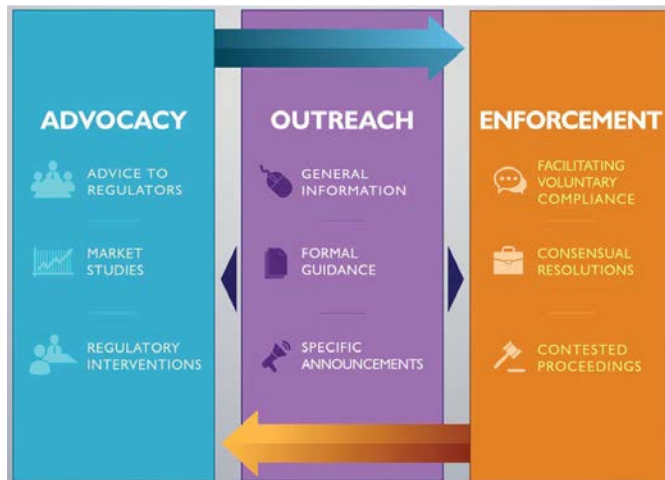 ADVOCACY
ADVICE TO
REGULATORS
MARKET
STUDIES
REGULATORY
INTERVENTIONS
OUTREACH
GENERAL
INFORMATION
FORMAL
GUIDANCE
SPECIFIC
ANNOUNCEMENTS
ENFORCEMENT
FACILITATING
VOLUNTARY
COMPLIANCE
CONSENSUAL
RESOLUTIONS
CONTESTED
PROCEEDINGS